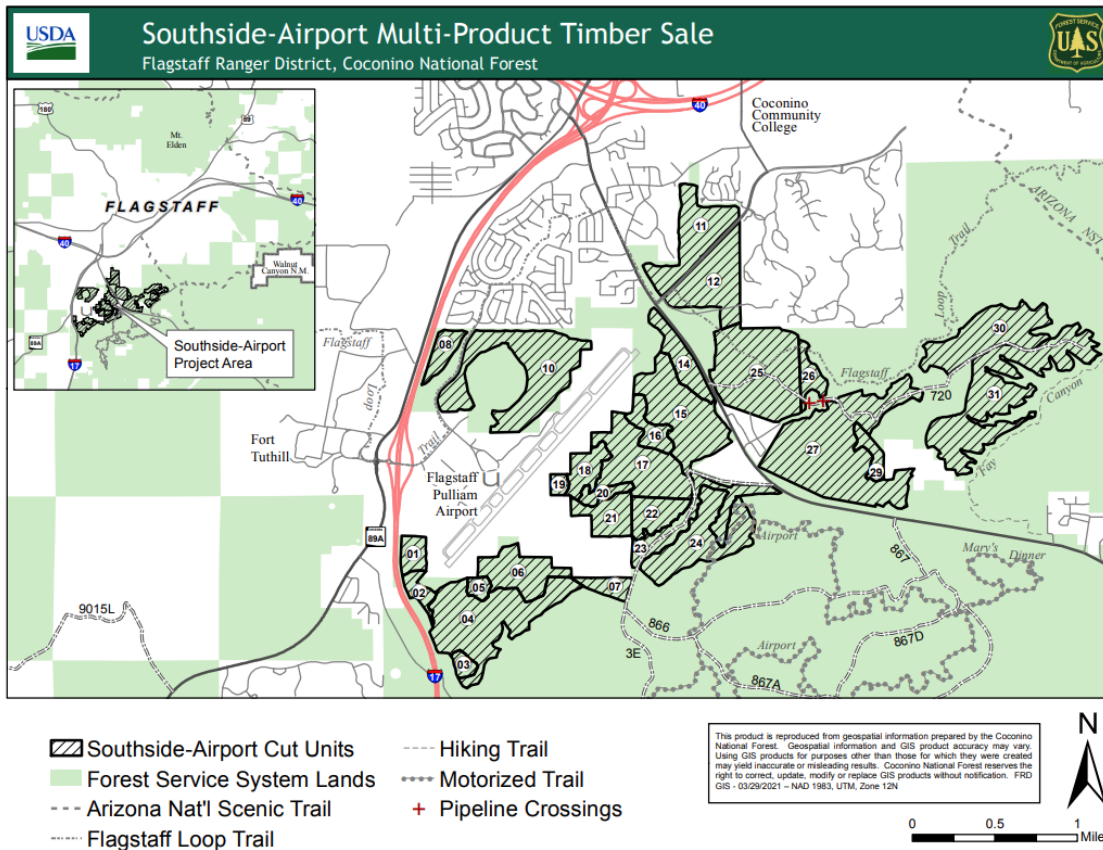 USDA
Southside-Airport Multi-Product Timber Sale
Flagstaff Ranger District, Coconino National Forest
FOREST SERVICE
UAS
DEPARTMENT OF AGRICULTURE
180
89
Mt.
Elden
FLAGSTAFF
40
40
Walnut
Canyon N.M.
89A
17
Southside-Airport
Project Area
40
Coconino
Community
College
ARIZONA NST
Loop Trail
11
12
08
10
14
25
26
Flagstaff
720
30
31
Canyon
Fay
Flagstaff
Loop
Trail
Fort
Tuthill
Flagstaff
Pulliam
Airport
15
16
17
18
19
20
21
22
23
24
27
29
89A
01
02
03
04
05
06
07
17
9015L
Airport
867
Mary's
Dinner
866
3E
Airport
867D
867A
Southside-Airport Cut Units
Forest Service System Lands
Arizona Nat'l Scenic Trail
Flagstaff Loop Trail
Hiking Trail
Motorized Trail
Pipeline Crossings
This product is reproduced from geospatial information prepared by the Coconino
National Forest. Geospatial information and GIS product accuracy may vary.
Using GIS products for purposes other than those for which they were created
may yield inaccurate or misleading results. Coconino National Forest reserves the
right to correct, update, modify or replace GIS products without notification. FRD
GIS - 03/29/2021 – NAD 1983, UTM, Zone 12N
N
0 0.5 1
Mile